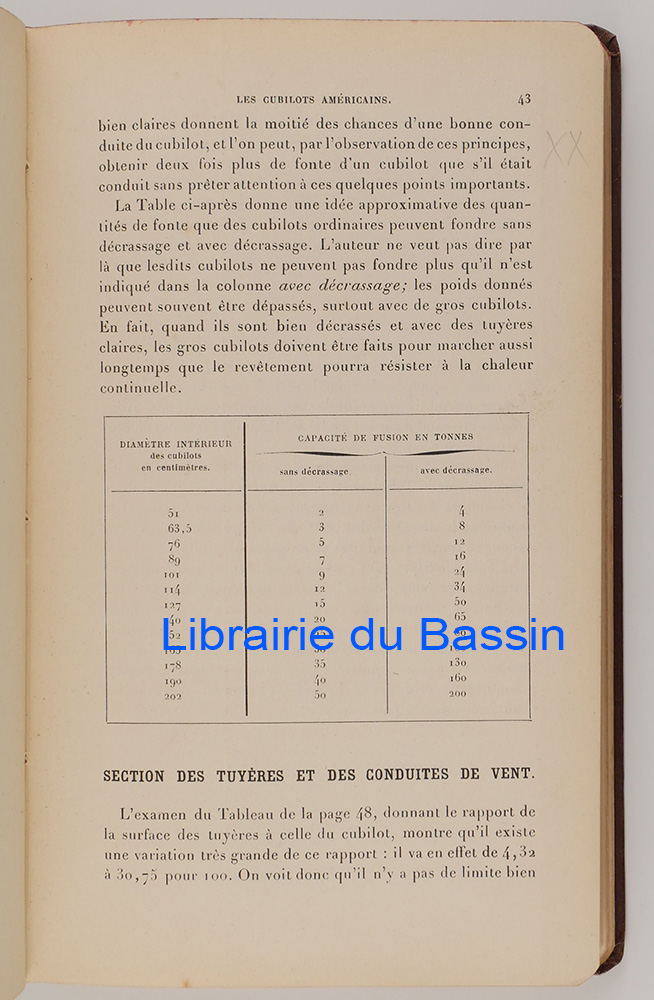 LES CUBILOTS AMÉRICAINS. 43
bien claires donnent la moitié des chances d'une bonne con-
duite du cubilot, et l'on peut, par l'observation de ces principes,
obtenir deux fois plus de fonte d'un cubilot que s'il était
conduit sans prêter attention à ces quelques points importants.
La Table ci-après donne une idée approximative des quan-
tités de fonte que des cubilots ordinaires peuvent fondre sans
décrassage et avec décrassage. L'auteur ne veut pas dire par
là que lesdits cubilots ne peuvent pas fondre plus qu'il n'est
indiqué dans la colonne avec décrassage; les poids donnés
peuvent souvent être dépassés, surtout avec de gros cubilots.
En fait, quand ils sont bien décrassés et avec des tuyères
claires, les gros cubilots doivent être faits pour marcher aussi
longtemps que le revêtement pourra résister à la chaleur
continuelle.
XX
DIAMÈTRE INTÉRIEUR
des cubilots
en centimètres.
CAPACITÉ DE FUSION EN TONNES
sans décrassage.
avec décrassage.
51 2 4
63,5 3 8
76 5 12
89 7 16
101 9 24
114 12 34
127 15 50
140 20 65
Librairie du Bassin
178 35 130
190 40 160
202 50 200
SECTION DES TUYÈRES ET DES CONDUITES DE VENT.
L'examen du Tableau de la page 48, donnant le rapport de
la surface des tuyères à celle du cubilot, montre qu'il existe
une variation très grande de ce rapport : il va en effet de 4,32
à 30,75 pour 100. On voit donc qu'il n'y a pas de limite bien